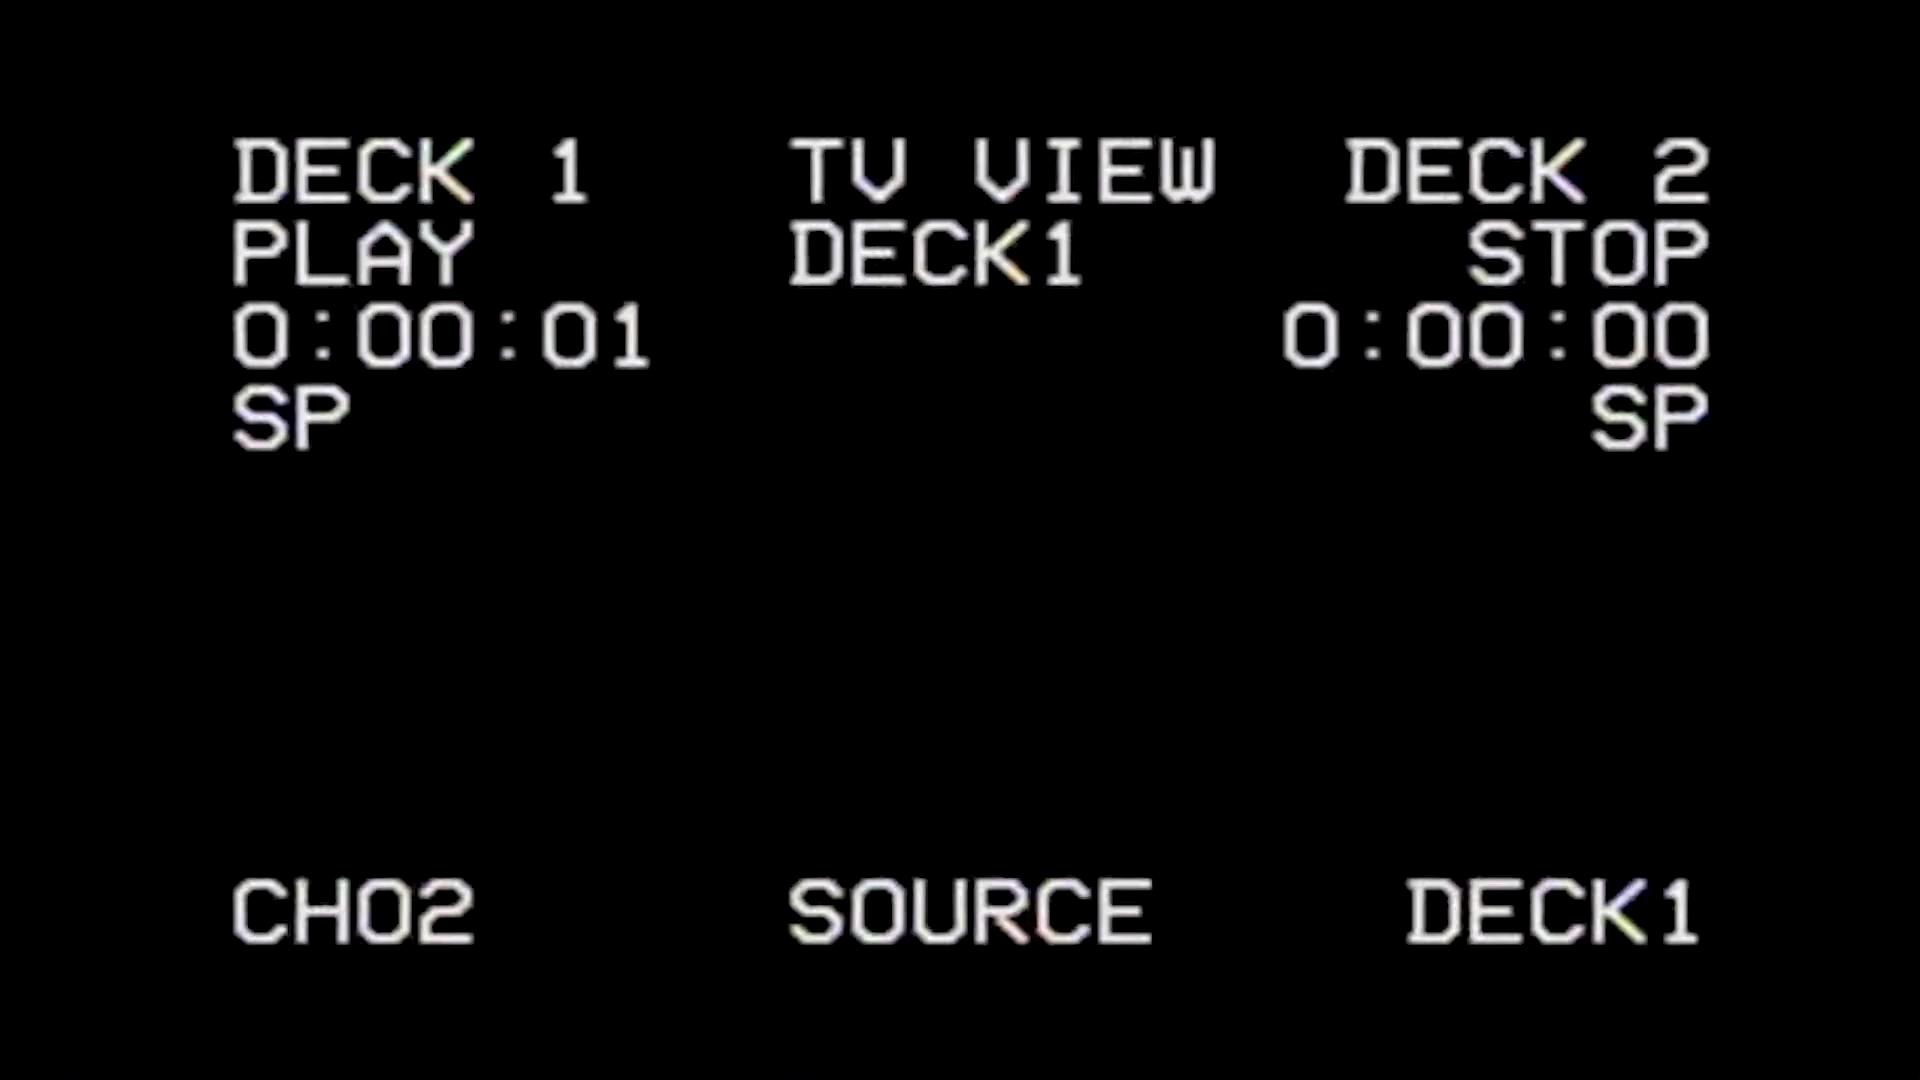 DECK 1 TV VIEW DECK 2
PLAY DECK1 STOP
0:00:01 0:00:00
SP SP
CH02 SOURCE DECK1